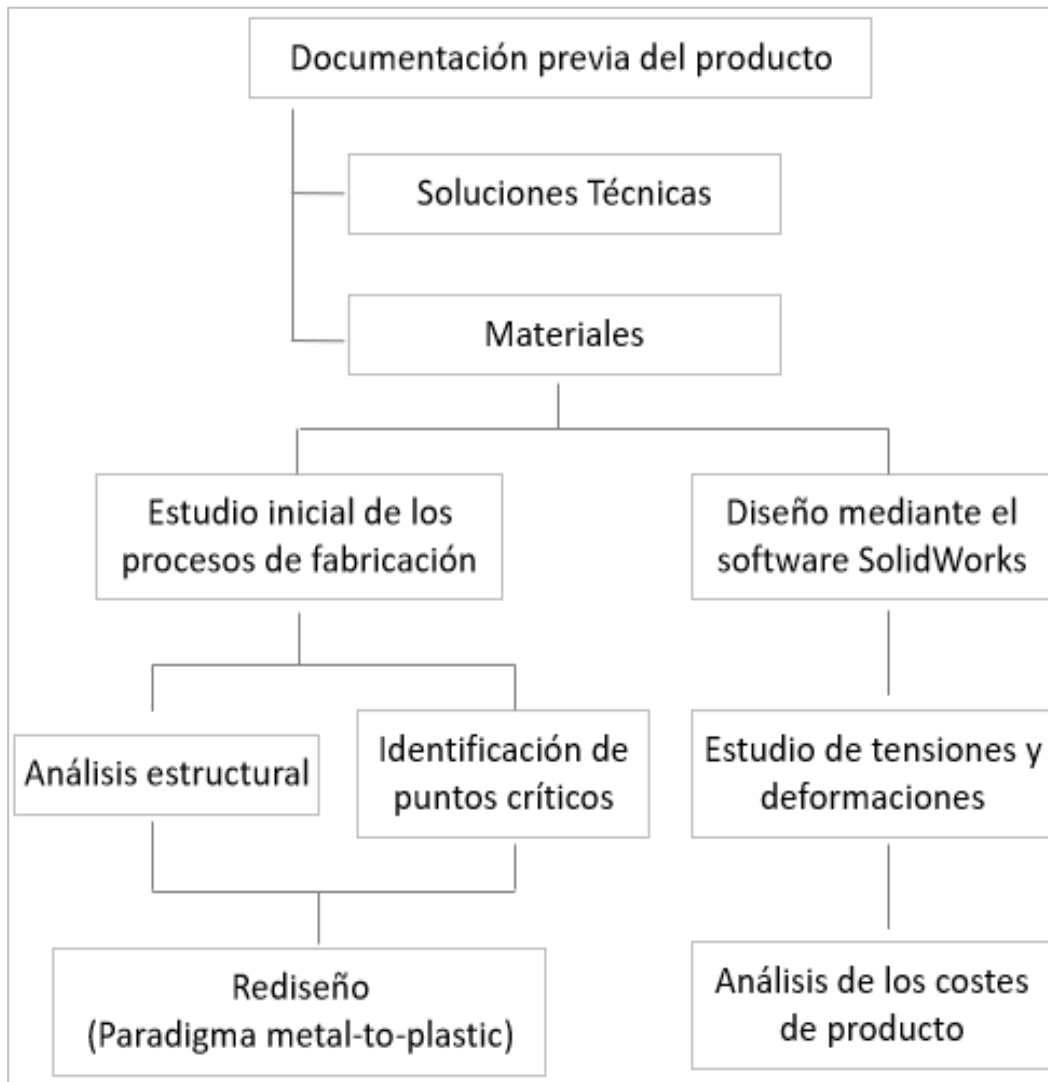 Documentación previa del producto
Soluciones Técnicas
Materiales
Estudio inicial de los
procesos de fabricación
Diseño mediante el
software SolidWorks
Análisis estructural
Identificación de
puntos críticos
Estudio de tensiones y
deformaciones
Rediseño
(Paradigma metal-to-plastic)
Análisis de los costes
de producto